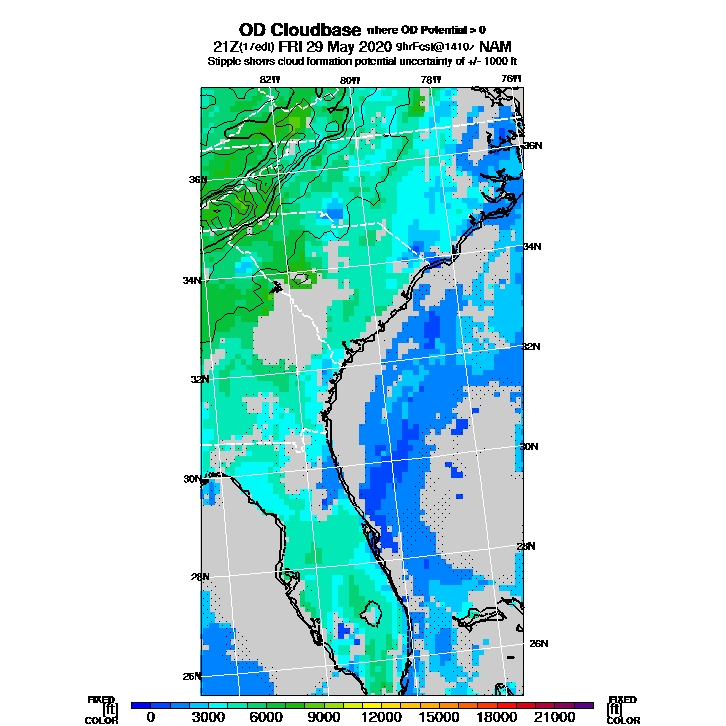 OD Cloudbase where OD Potential > 0
21Z(17edt) FRI 29 May 2020 9hrFcst@1410z NAM
Stipple shows cloud formation potential uncertainty of +/- 1000 ft
82W 80W 78W 76W
36N
36N
34N
34N
32N
32N
30N
30N
28N
28N
26N
26N
FIXED FIXED
[ft] [ft]
COLOR 0 3000 6000 9000 12000 15000 18000 21000 COLOR